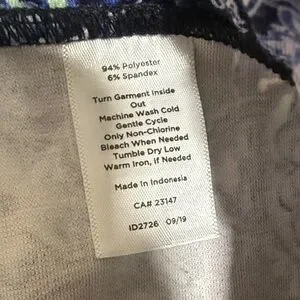 94% Polyester
6% Spandex
Turn Garment Inside
Out
Machine Wash Cold
Gentle Cycle
Only Non-Chlorine
Bleach When Needed
Tumble Dry Low
Warm Iron, If Needed
Made in Indonesia
CA# 23147
ID2726 09/19